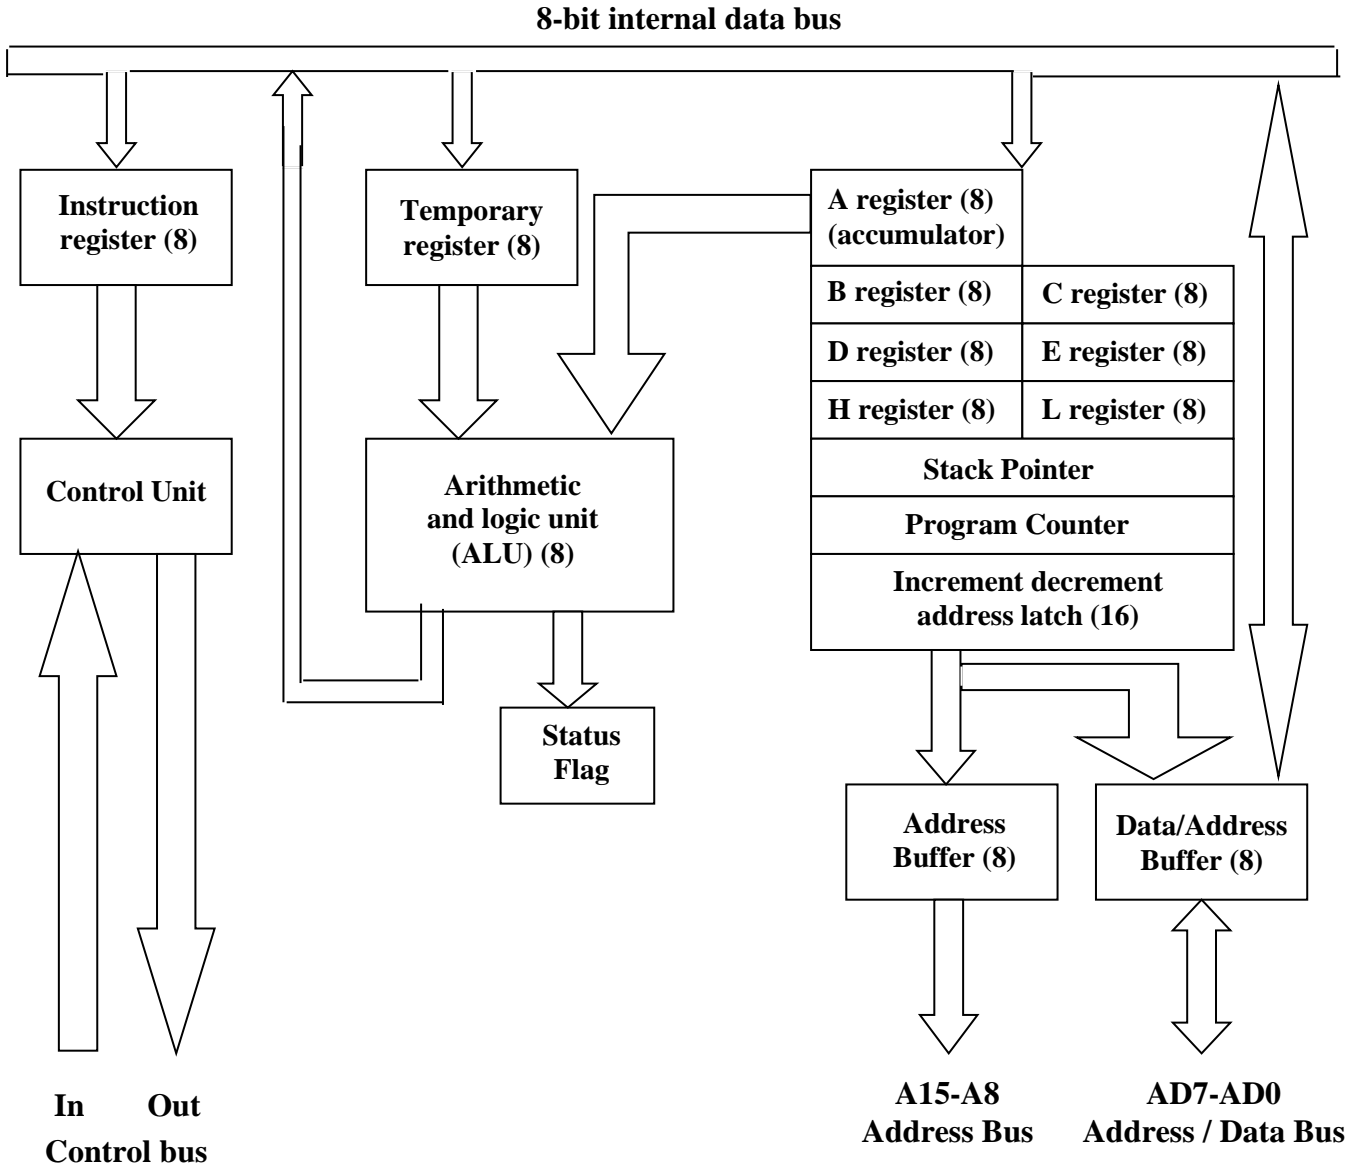 8-bit internal data bus
Instruction
register (8)
Temporary
register (8)
A register (8)
(accumulator)
B register (8)
C register (8)
D register (8)
E register (8)
H register (8)
L register (8)
Control Unit
Arithmetic
and logic unit
(ALU) (8)
Stack Pointer
Program Counter
Increment decrement
address latch (16)
Status
Flag
Address
Buffer (8)
Data/Address
Buffer (8)
In
Out
Control bus
A15-A8
Address Bus
AD7-AD0
Address / Data Bus